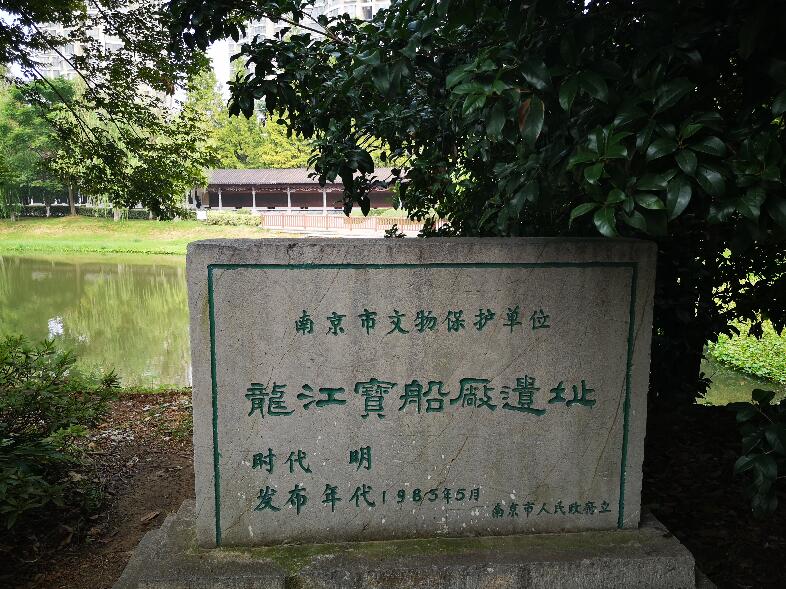 南京市文物保护单位
龍江寶船厰遺址
时代 明
发布年代1985年5月
南京市人民政府立